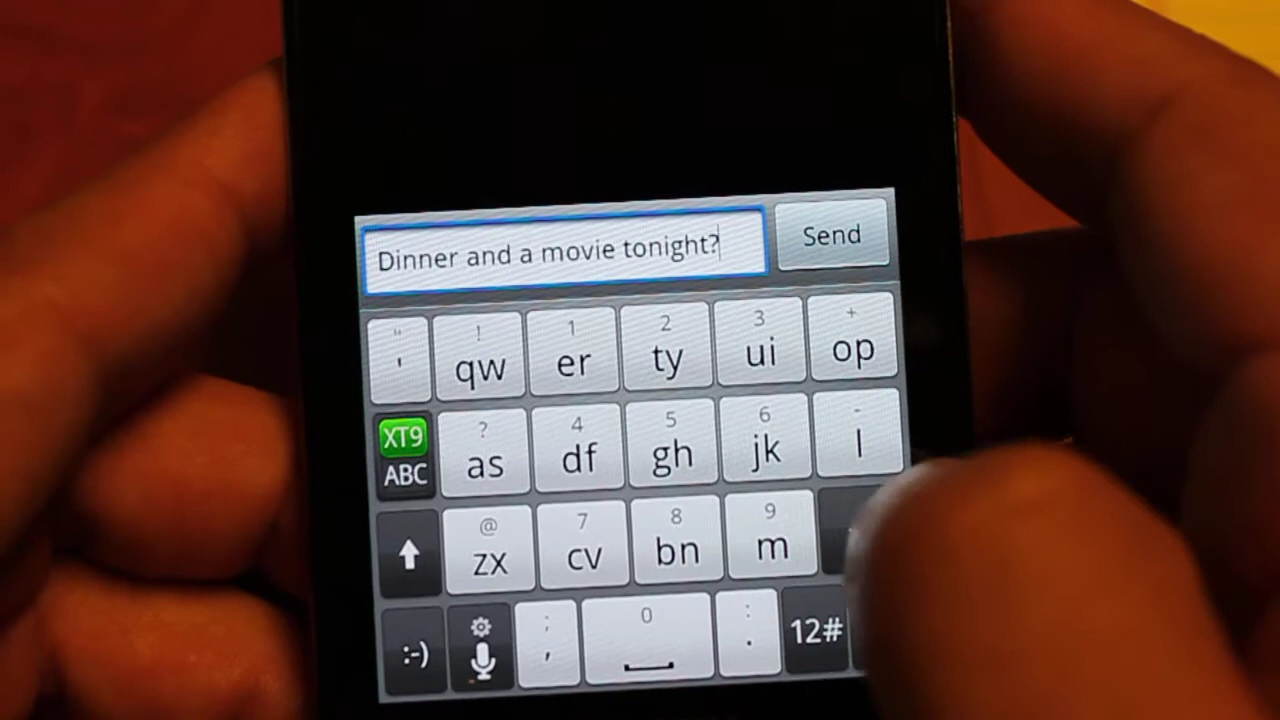 Dinner and a movie tonight? Send
" ! 1 2 3 +
' qw er ty ui op
XT9 ? 4 5 6 -
ABC as df gh jk l
@ 7 8 9
zx cv bn m
; 0 :
:-) , . 12#